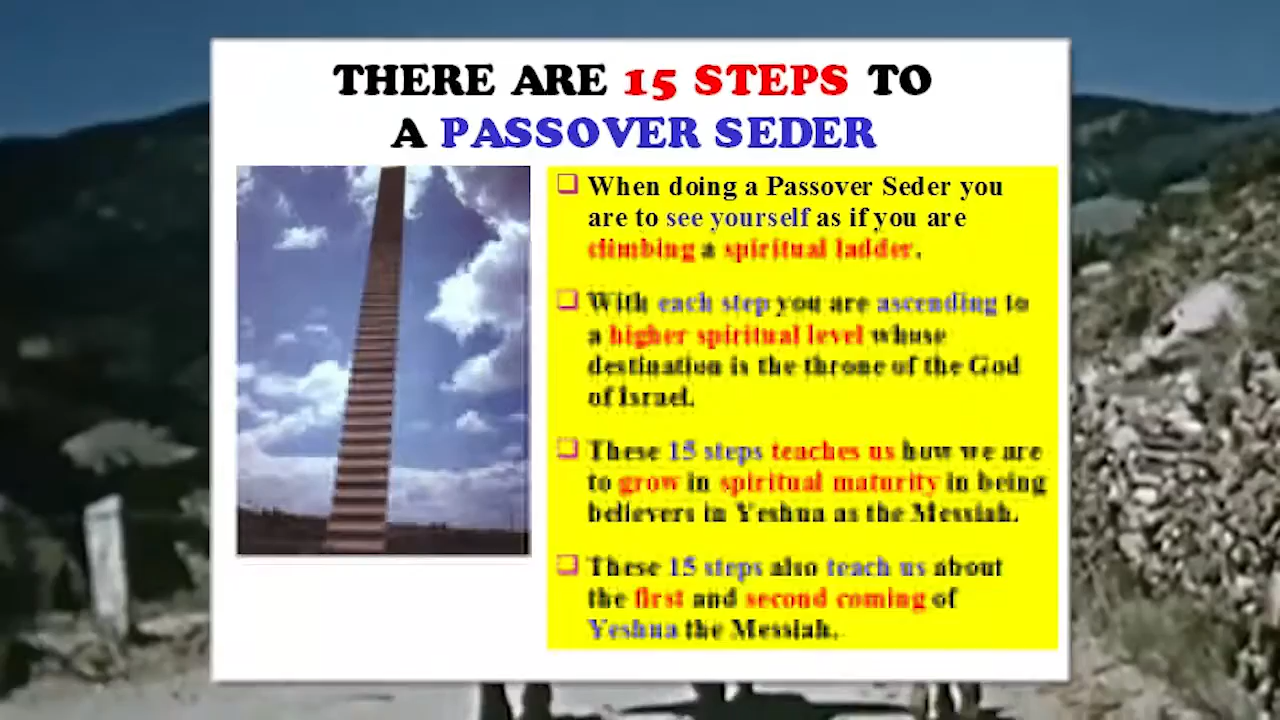 THERE ARE 15 STEPS TO
A PASSOVER SEDER
When doing a Passover Seder you
are to see yourself as if you are
climbing a spiritual ladder.
With each step you are ascending to
a higher spiritual level whose
destination is the throne of the God
of Israel.
These 15 steps teaches us how we are
to grow in spiritual maturity in being
believers in Yeshua as the Messiah.
These 15 steps also teach us about
the first and second coming of
Yeshua the Messiah.